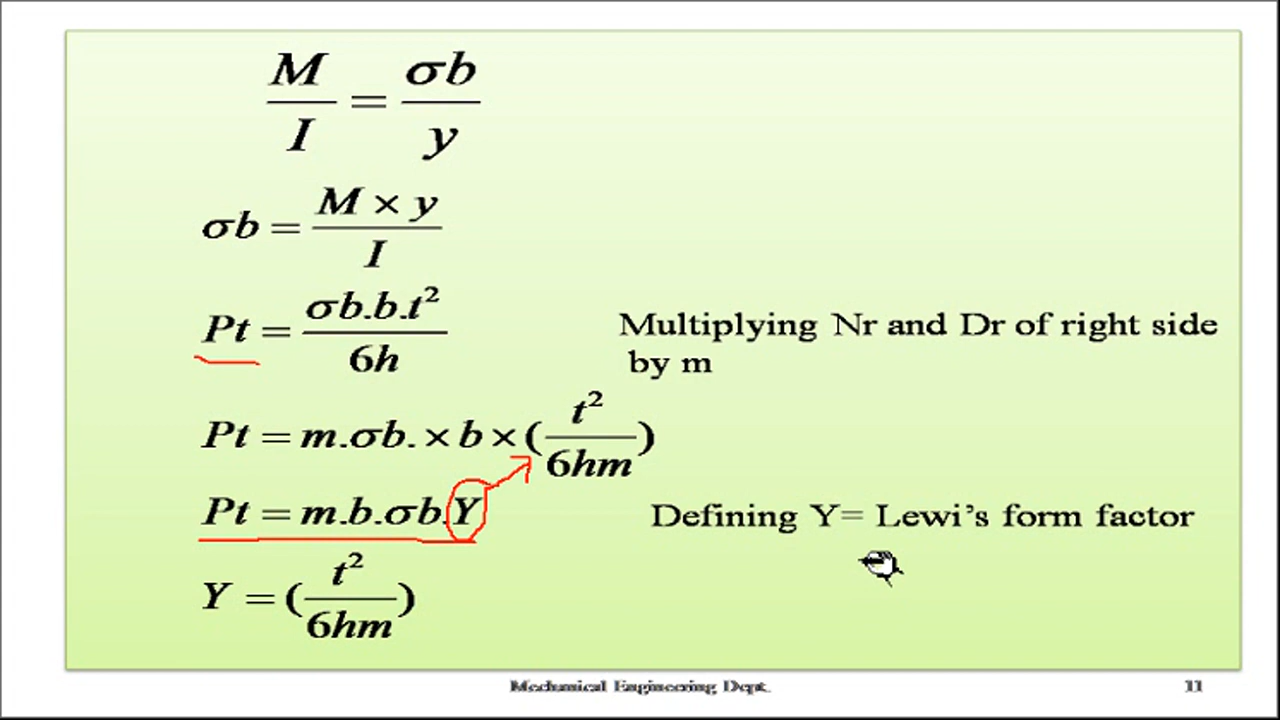 M/I = σb/y
σb = M × y/I
Pt = σb.b.t²/6h
Multiplying Nr and Dr of right side
by m
Pt = m.σb. × b × (t²/6hm)
Pt = m.b.σb.Y
Defining Y= Lewi's form factor
Y = (t²/6hm)
Mechanical Engineering Dept.
11